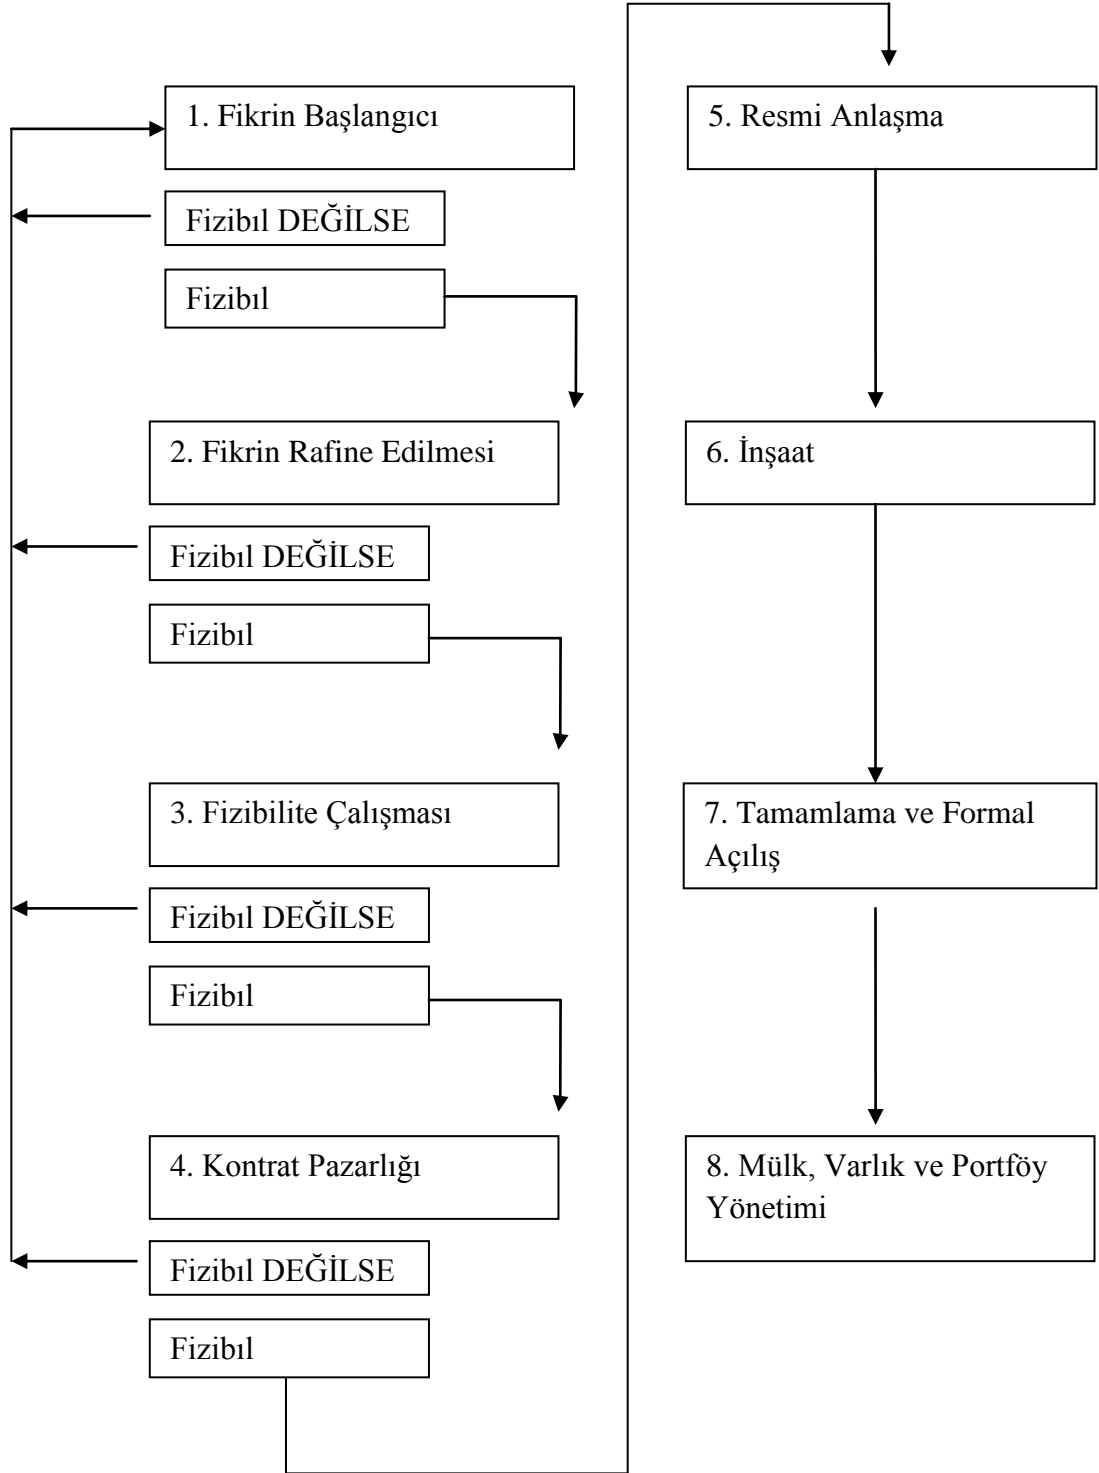 1. Fikrin Başlangıcı
Fizibıl DEĞİLSE
Fizibıl
2. Fikrin Rafine Edilmesi
Fizibıl DEĞİLSE
Fizibıl
3. Fizibilite Çalışması
Fizibıl DEĞİLSE
Fizibıl
4. Kontrat Pazarlığı
Fizibıl DEĞİLSE
Fizibıl
5. Resmi Anlaşma
6. İnşaat
7. Tamamlama ve Formal
Açılış
8. Mülk, Varlık ve Portföy
Yönetimi